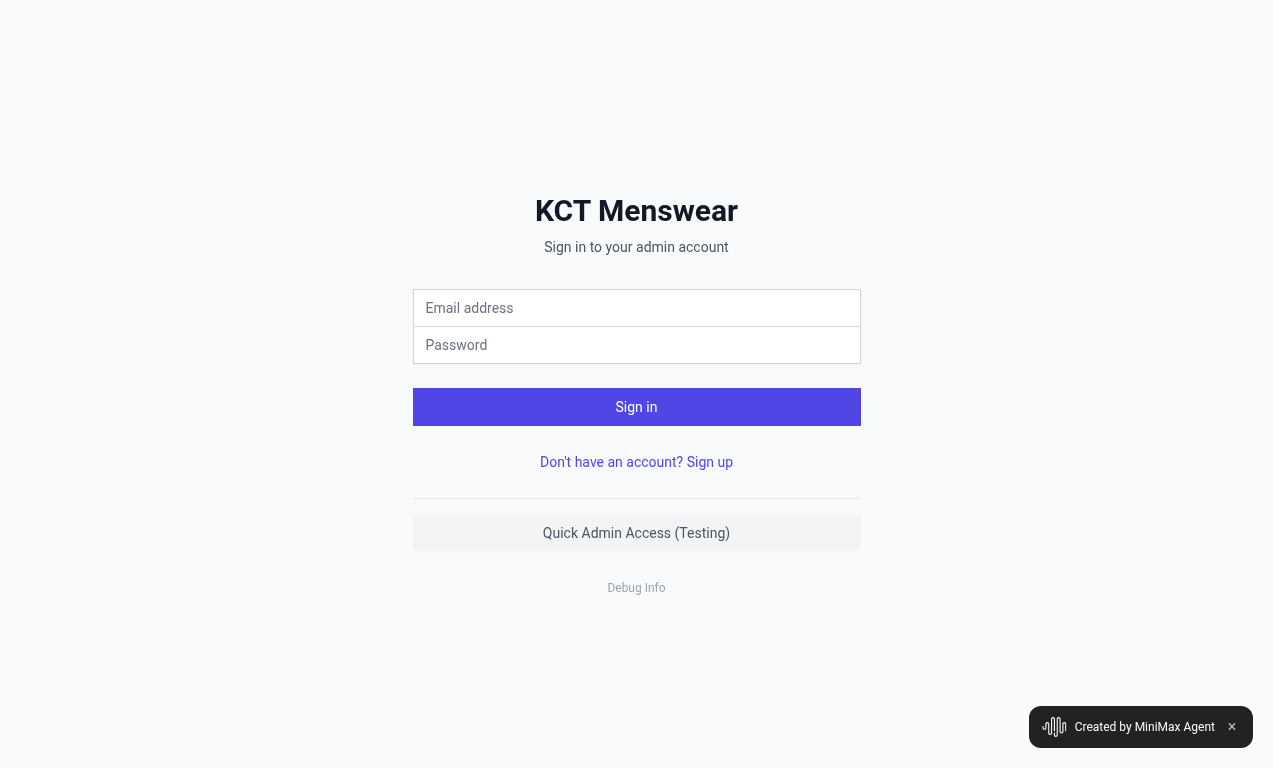 KCT Menswear
Sign in to your admin account
Email address
Password
Sign in
Don't have an account? Sign up
Quick Admin Access (Testing)
Debug Info
Created by MiniMax Agent ×